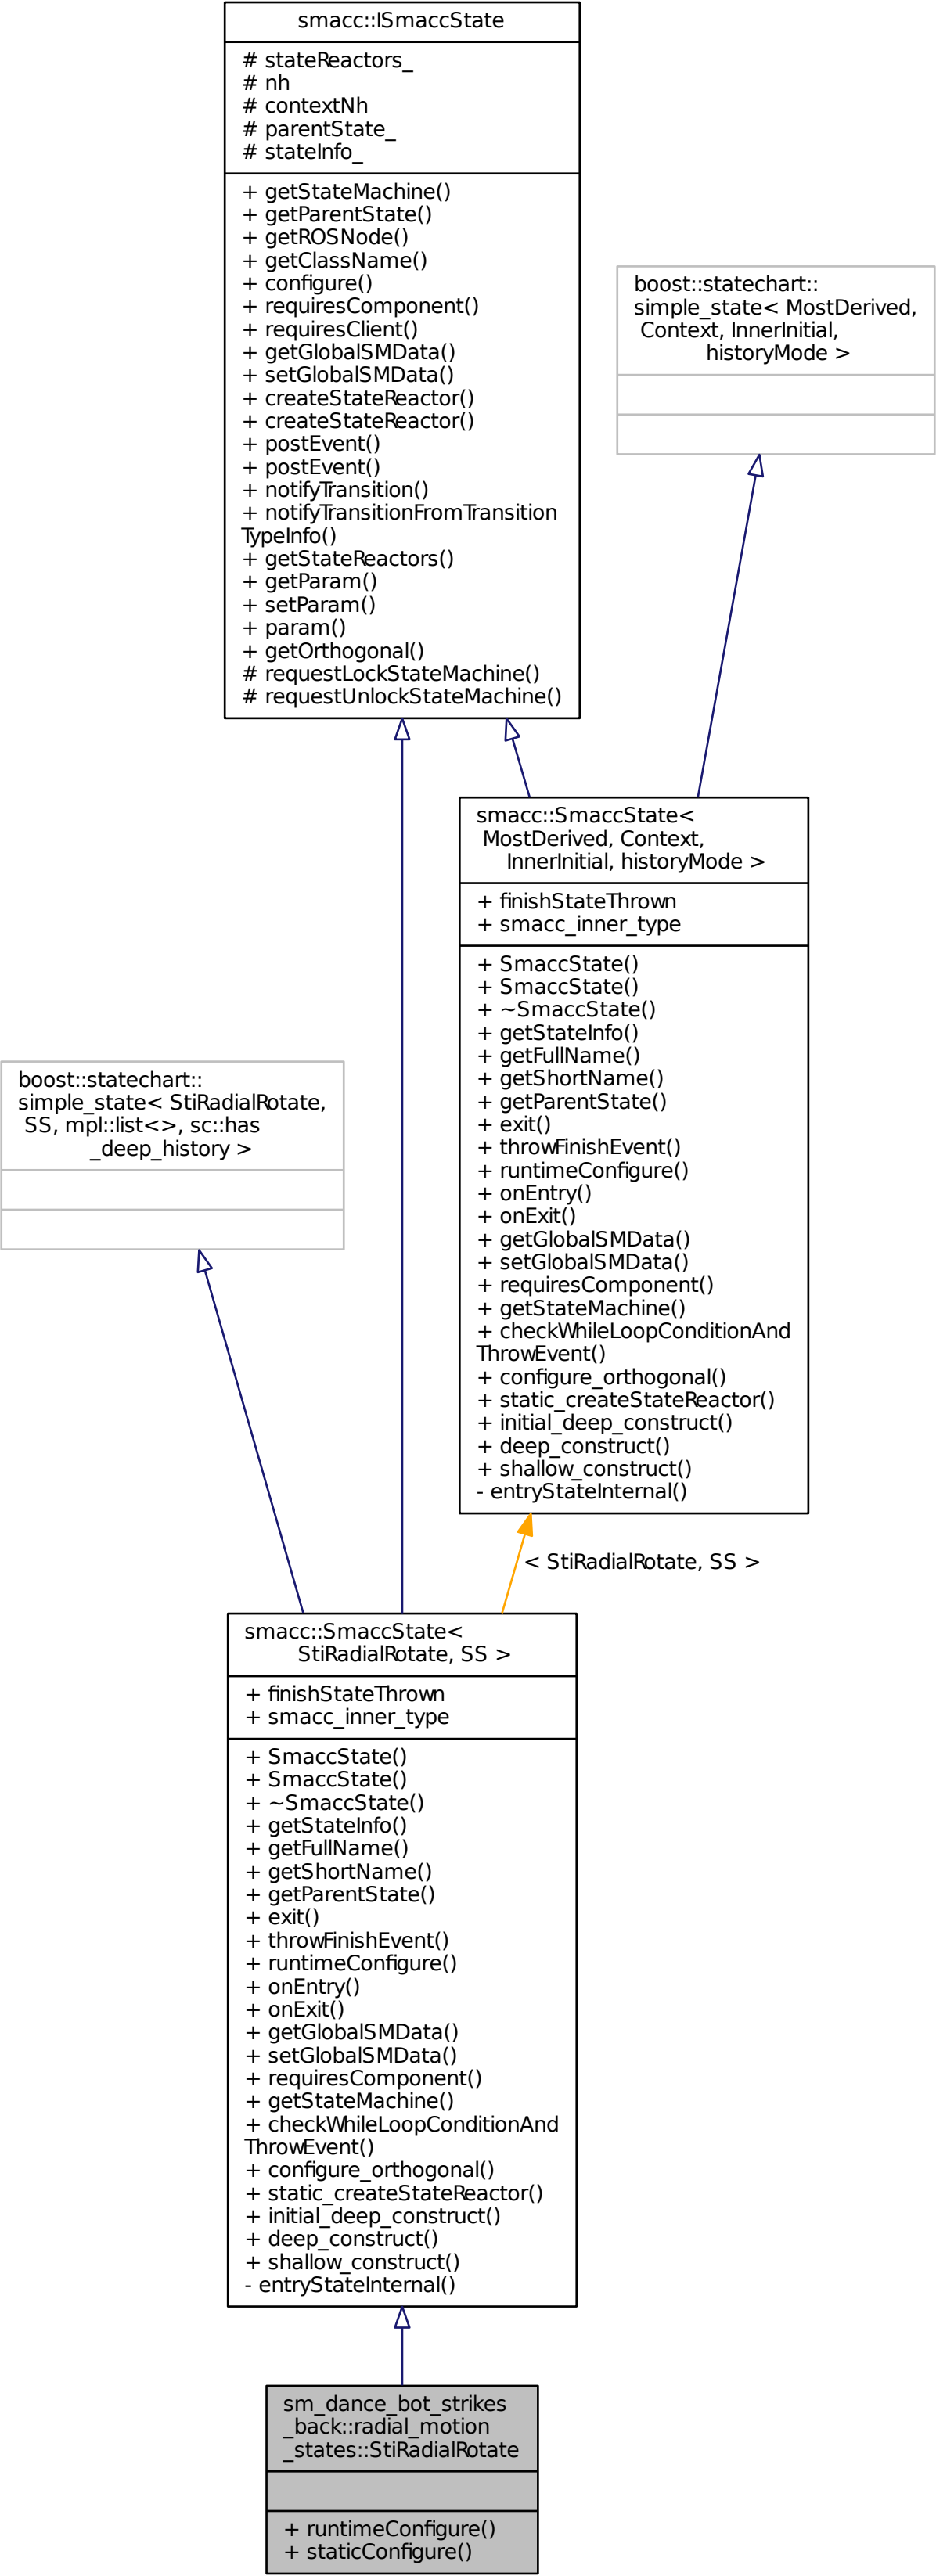 smacc::ISmaccState
# stateReactors_
# nh
# contextNh
# parentState_
# stateInfo_
+ getStateMachine()
+ getParentState()
+ getROSNode()
+ getClassName()
+ configure()
+ requiresComponent()
+ requiresClient()
+ getGlobalSMData()
+ setGlobalSMData()
+ createStateReactor()
+ createStateReactor()
+ postEvent()
+ postEvent()
+ notifyTransition()
+ notifyTransitionFromTransition
TypeInfo()
+ getStateReactors()
+ getParam()
+ setParam()
+ param()
+ getOrthogonal()
# requestLockStateMachine()
# requestUnlockStateMachine()
boost::statechart::
simple_state< MostDerived,
Context, InnerInitial,
historyMode >
smacc::SmaccState<
MostDerived, Context,
InnerInitial, historyMode >
+ finishStateThrown
+ smacc_inner_type
+ SmaccState()
+ SmaccState()
+ ~SmaccState()
+ getStateInfo()
+ getFullName()
+ getShortName()
+ getParentState()
+ exit()
+ throwFinishEvent()
+ runtimeConfigure()
+ onEntry()
+ onExit()
+ getGlobalSMData()
+ setGlobalSMData()
+ requiresComponent()
+ getStateMachine()
+ checkWhileLoopConditionAnd
ThrowEvent()
+ configure_orthogonal()
+ static_createStateReactor()
+ initial_deep_construct()
+ deep_construct()
+ shallow_construct()
- entryStateInternal()
boost::statechart::
simple_state< StiRadialRotate,
SS, mpl::list<>, sc::has
_deep_history >
< StiRadialRotate, SS >
smacc::SmaccState<
StiRadialRotate, SS >
+ finishStateThrown
+ smacc_inner_type
+ SmaccState()
+ SmaccState()
+ ~SmaccState()
+ getStateInfo()
+ getFullName()
+ getShortName()
+ getParentState()
+ exit()
+ throwFinishEvent()
+ runtimeConfigure()
+ onEntry()
+ onExit()
+ getGlobalSMData()
+ setGlobalSMData()
+ requiresComponent()
+ getStateMachine()
+ checkWhileLoopConditionAnd
ThrowEvent()
+ configure_orthogonal()
+ static_createStateReactor()
+ initial_deep_construct()
+ deep_construct()
+ shallow_construct()
- entryStateInternal()
sm_dance_bot_strikes
_back::radial_motion
_states::StiRadialRotate
+ runtimeConfigure()
+ staticConfigure()